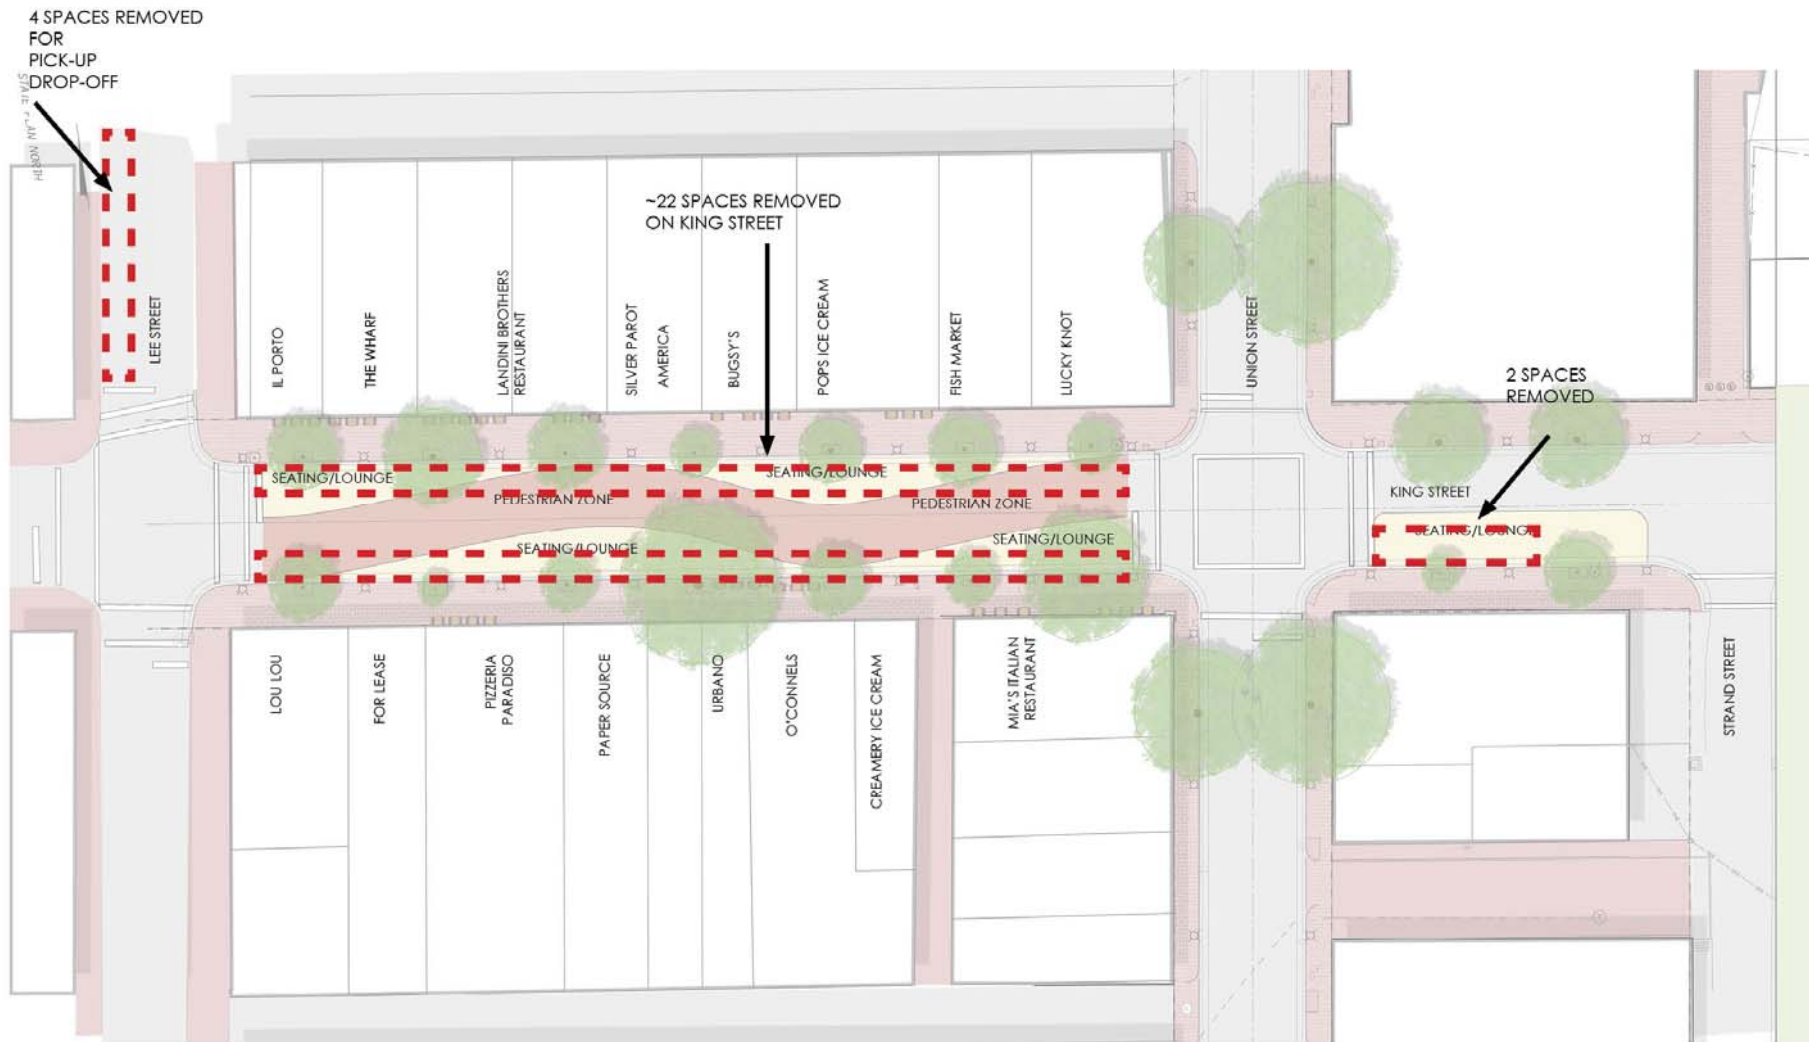 4 SPACES REMOVED
FOR
PICK-UP
DROP-OFF
STATE PLAN NORTH
~22 SPACES REMOVED
ON KING STREET
2 SPACES
REMOVED
LEE STREET
IL PORTO
THE WHARF
LANDINI BROTHERS
RESTAURANT
SILVER PAROT
AMERICA
BUGSY'S
POPS ICE CREAM
FISH MARKET
LUCKY KNOT
UNION STREET
SEATING/LOUNGE
SEATING/LOUNGE
PEDESTRIAN ZONE
PEDESTRIAN ZONE
KING STREET
SEATING/LOUNGE
SEATING/LOUNGE
SEATING/LOUNGE
LOU LOU
FOR LEASE
PIZZERIA
PARADISO
PAPER SOURCE
URBANO
O'CONNELS
CREAMERY ICE CREAM
MIA'S ITALIAN
RESTAURANT
STRAND STREET